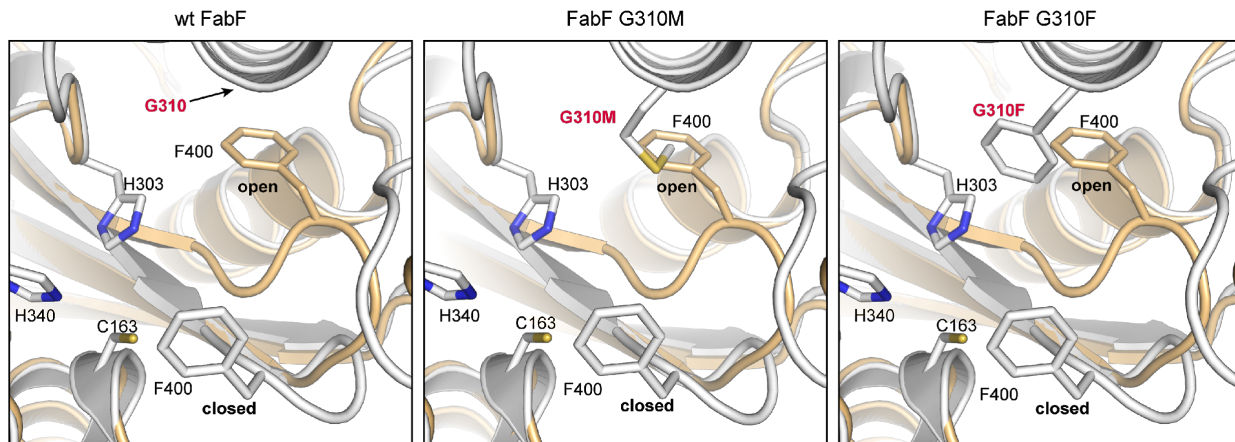 wt FabF
G310
F400
open
H303
H340
C163
F400
closed
FabF G310M
G310M
F400
open
H303
H340
C163
F400
closed
FabF G310F
G310F
F400
open
H303
H340
C163
F400
closed